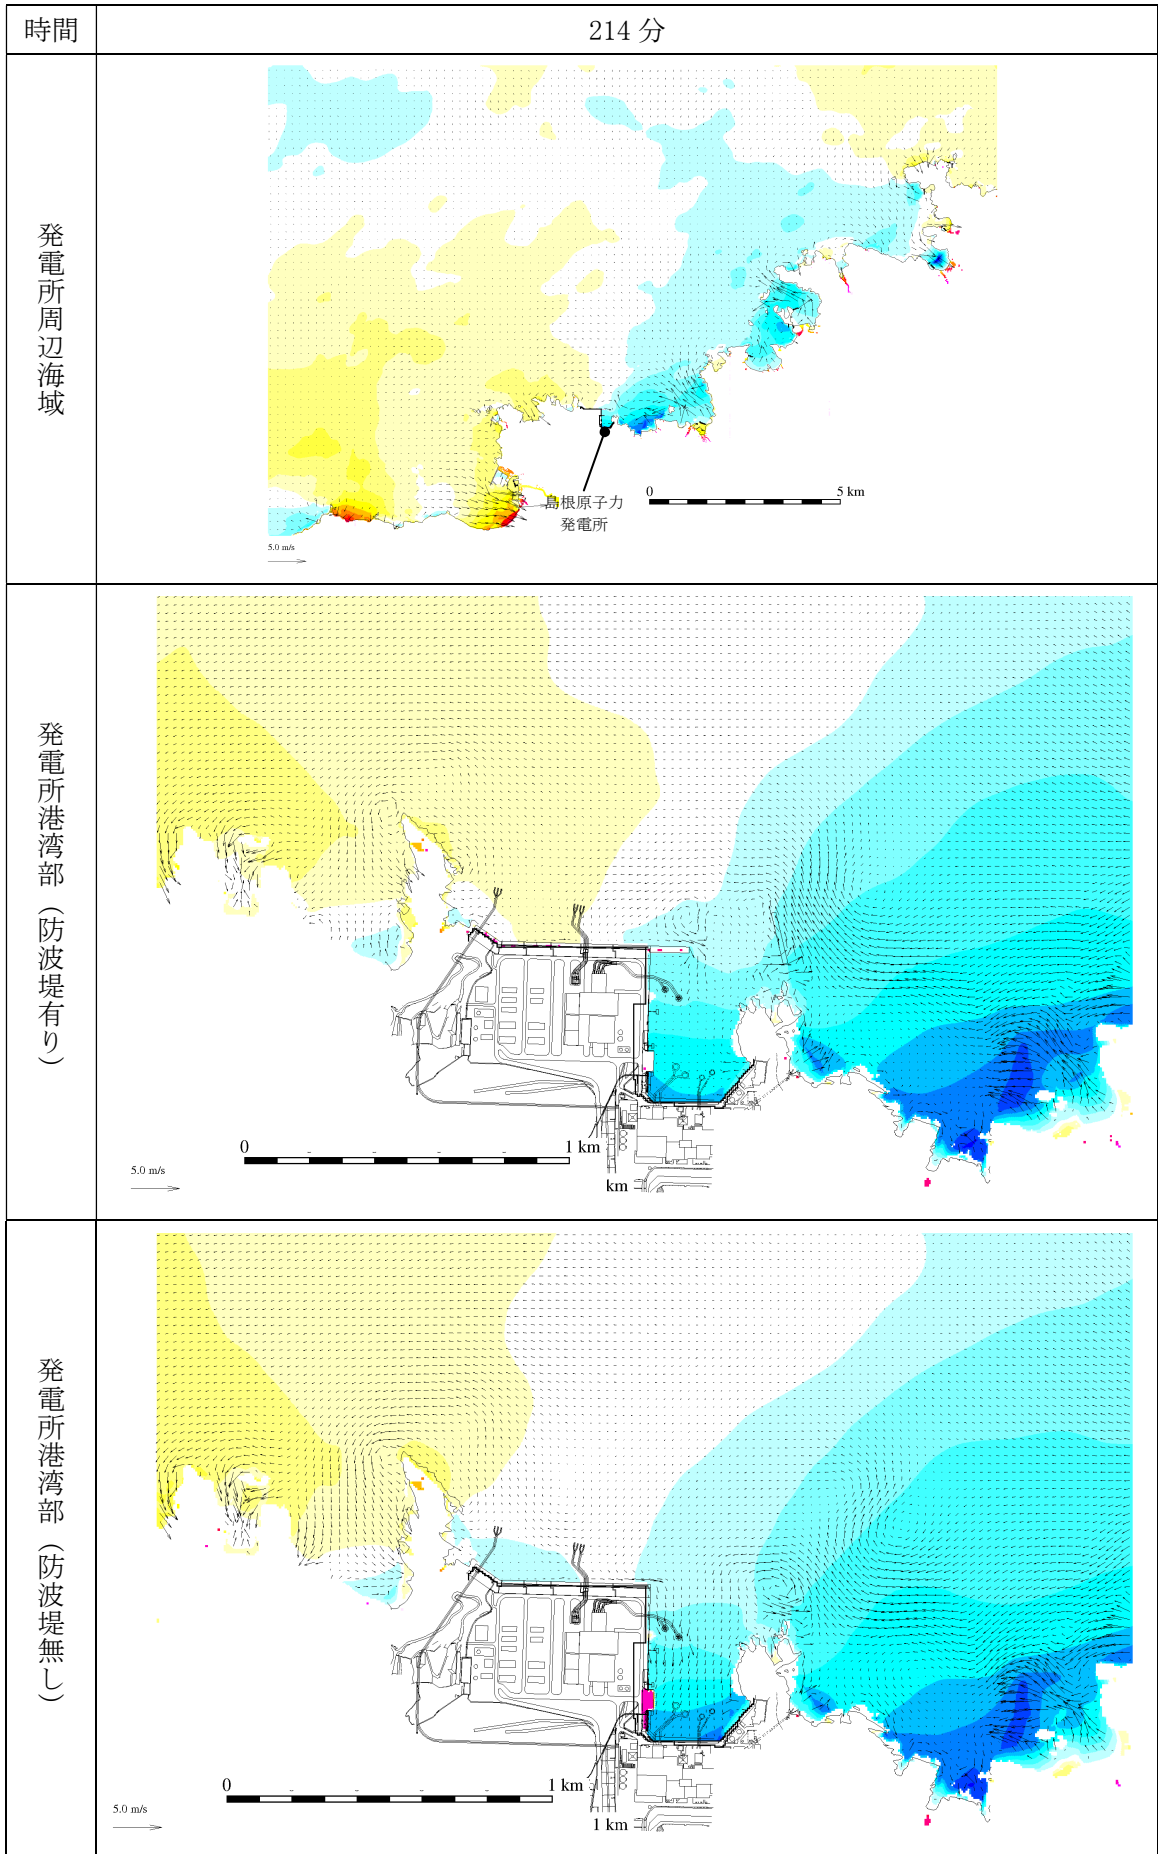 時間
214 分
発電所周辺海域
島根原子力
発電所
0
5 km
5.0 m/s
発電所港湾部（防波堤有り）
0
1 km
5.0 m/s
km
発電所港湾部（防波堤無し）
0
1 km
5.0 m/s
1 km